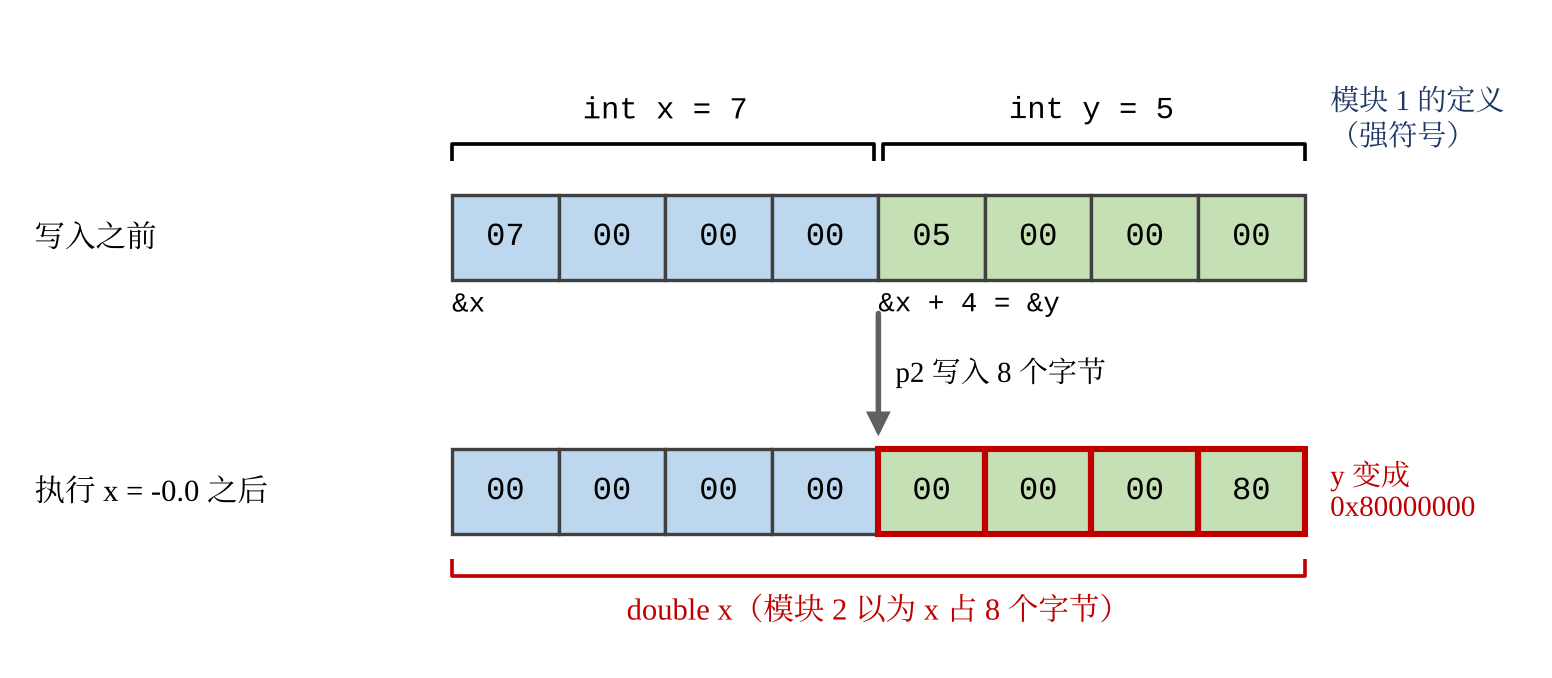 int x = 7
int y = 5
模块 1 的定义
（强符号）
写入之前
07 00 00 00 05 00 00 00
&x
&x + 4 = &y
p2 写入 8 个字节
执行 x = -0.0 之后
00 00 00 00 00 00 00 80
y 变成
0x80000000
double x（模块 2 以为 x 占 8 个字节）